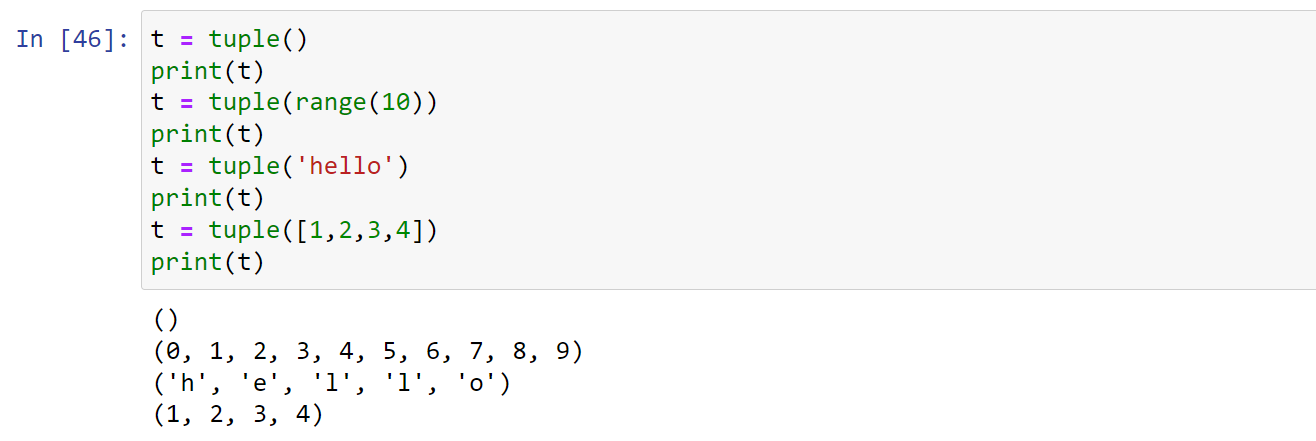 In [46]: t = tuple()
print(t)
t = tuple(range(10))
print(t)
t = tuple('hello')
print(t)
t = tuple([1,2,3,4])
print(t)
()
(0, 1, 2, 3, 4, 5, 6, 7, 8, 9)
('h', 'e', 'l', 'l', 'o')
(1, 2, 3, 4)